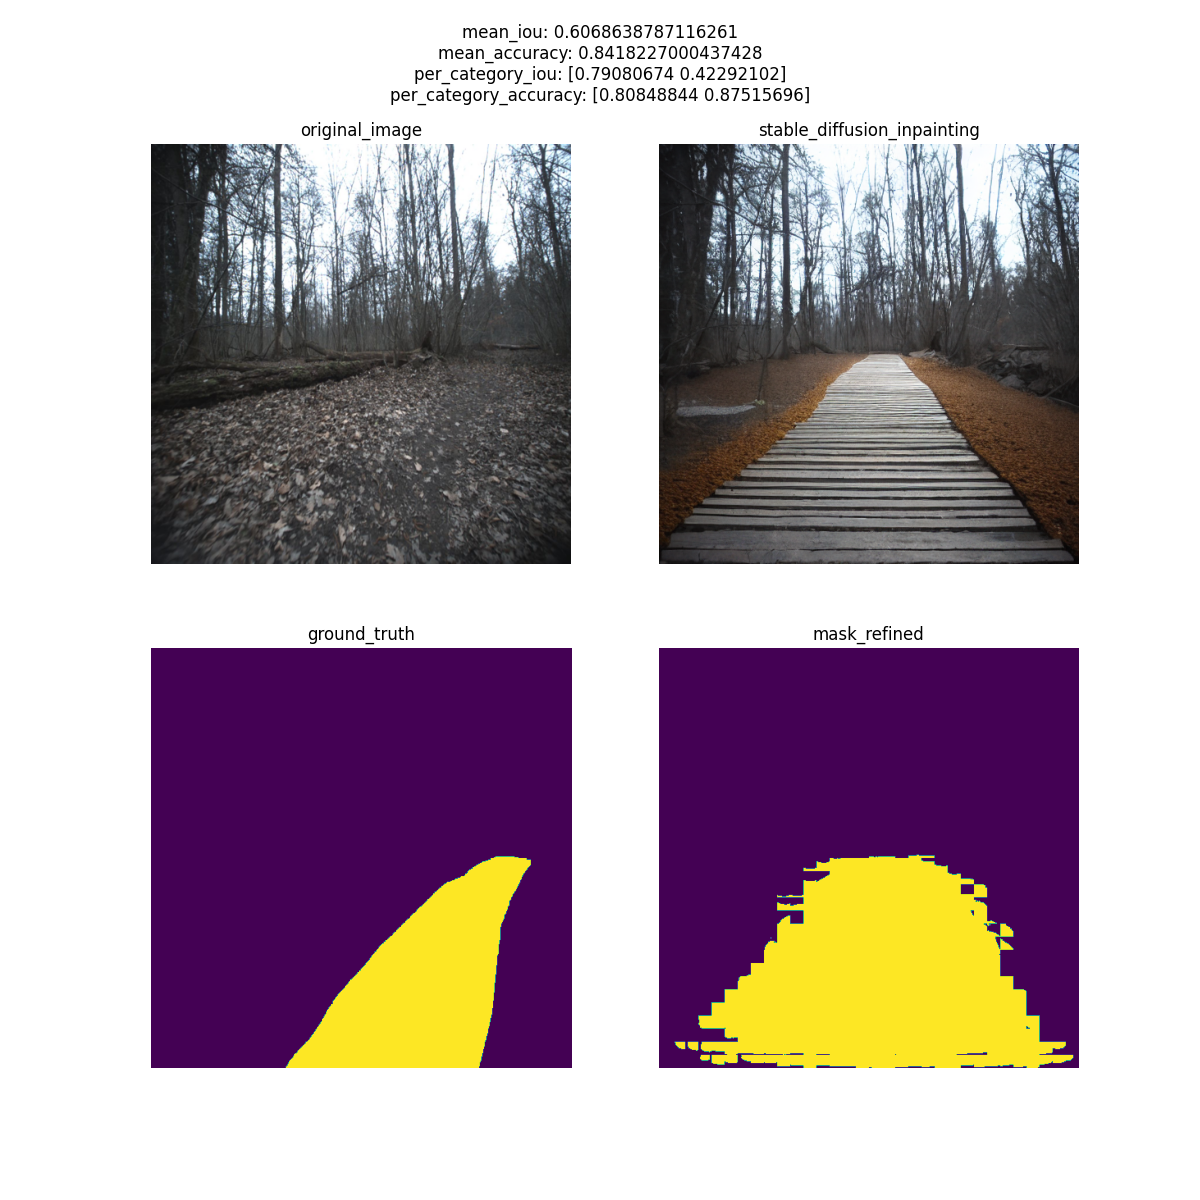 mean_iou: 0.6068638787116261
mean_accuracy: 0.8418227000437428
per_category_iou: [0.79080674 0.42292102]
per_category_accuracy: [0.80848844 0.87515696]
original_image
stable_diffusion_inpainting
ground_truth
mask_refined